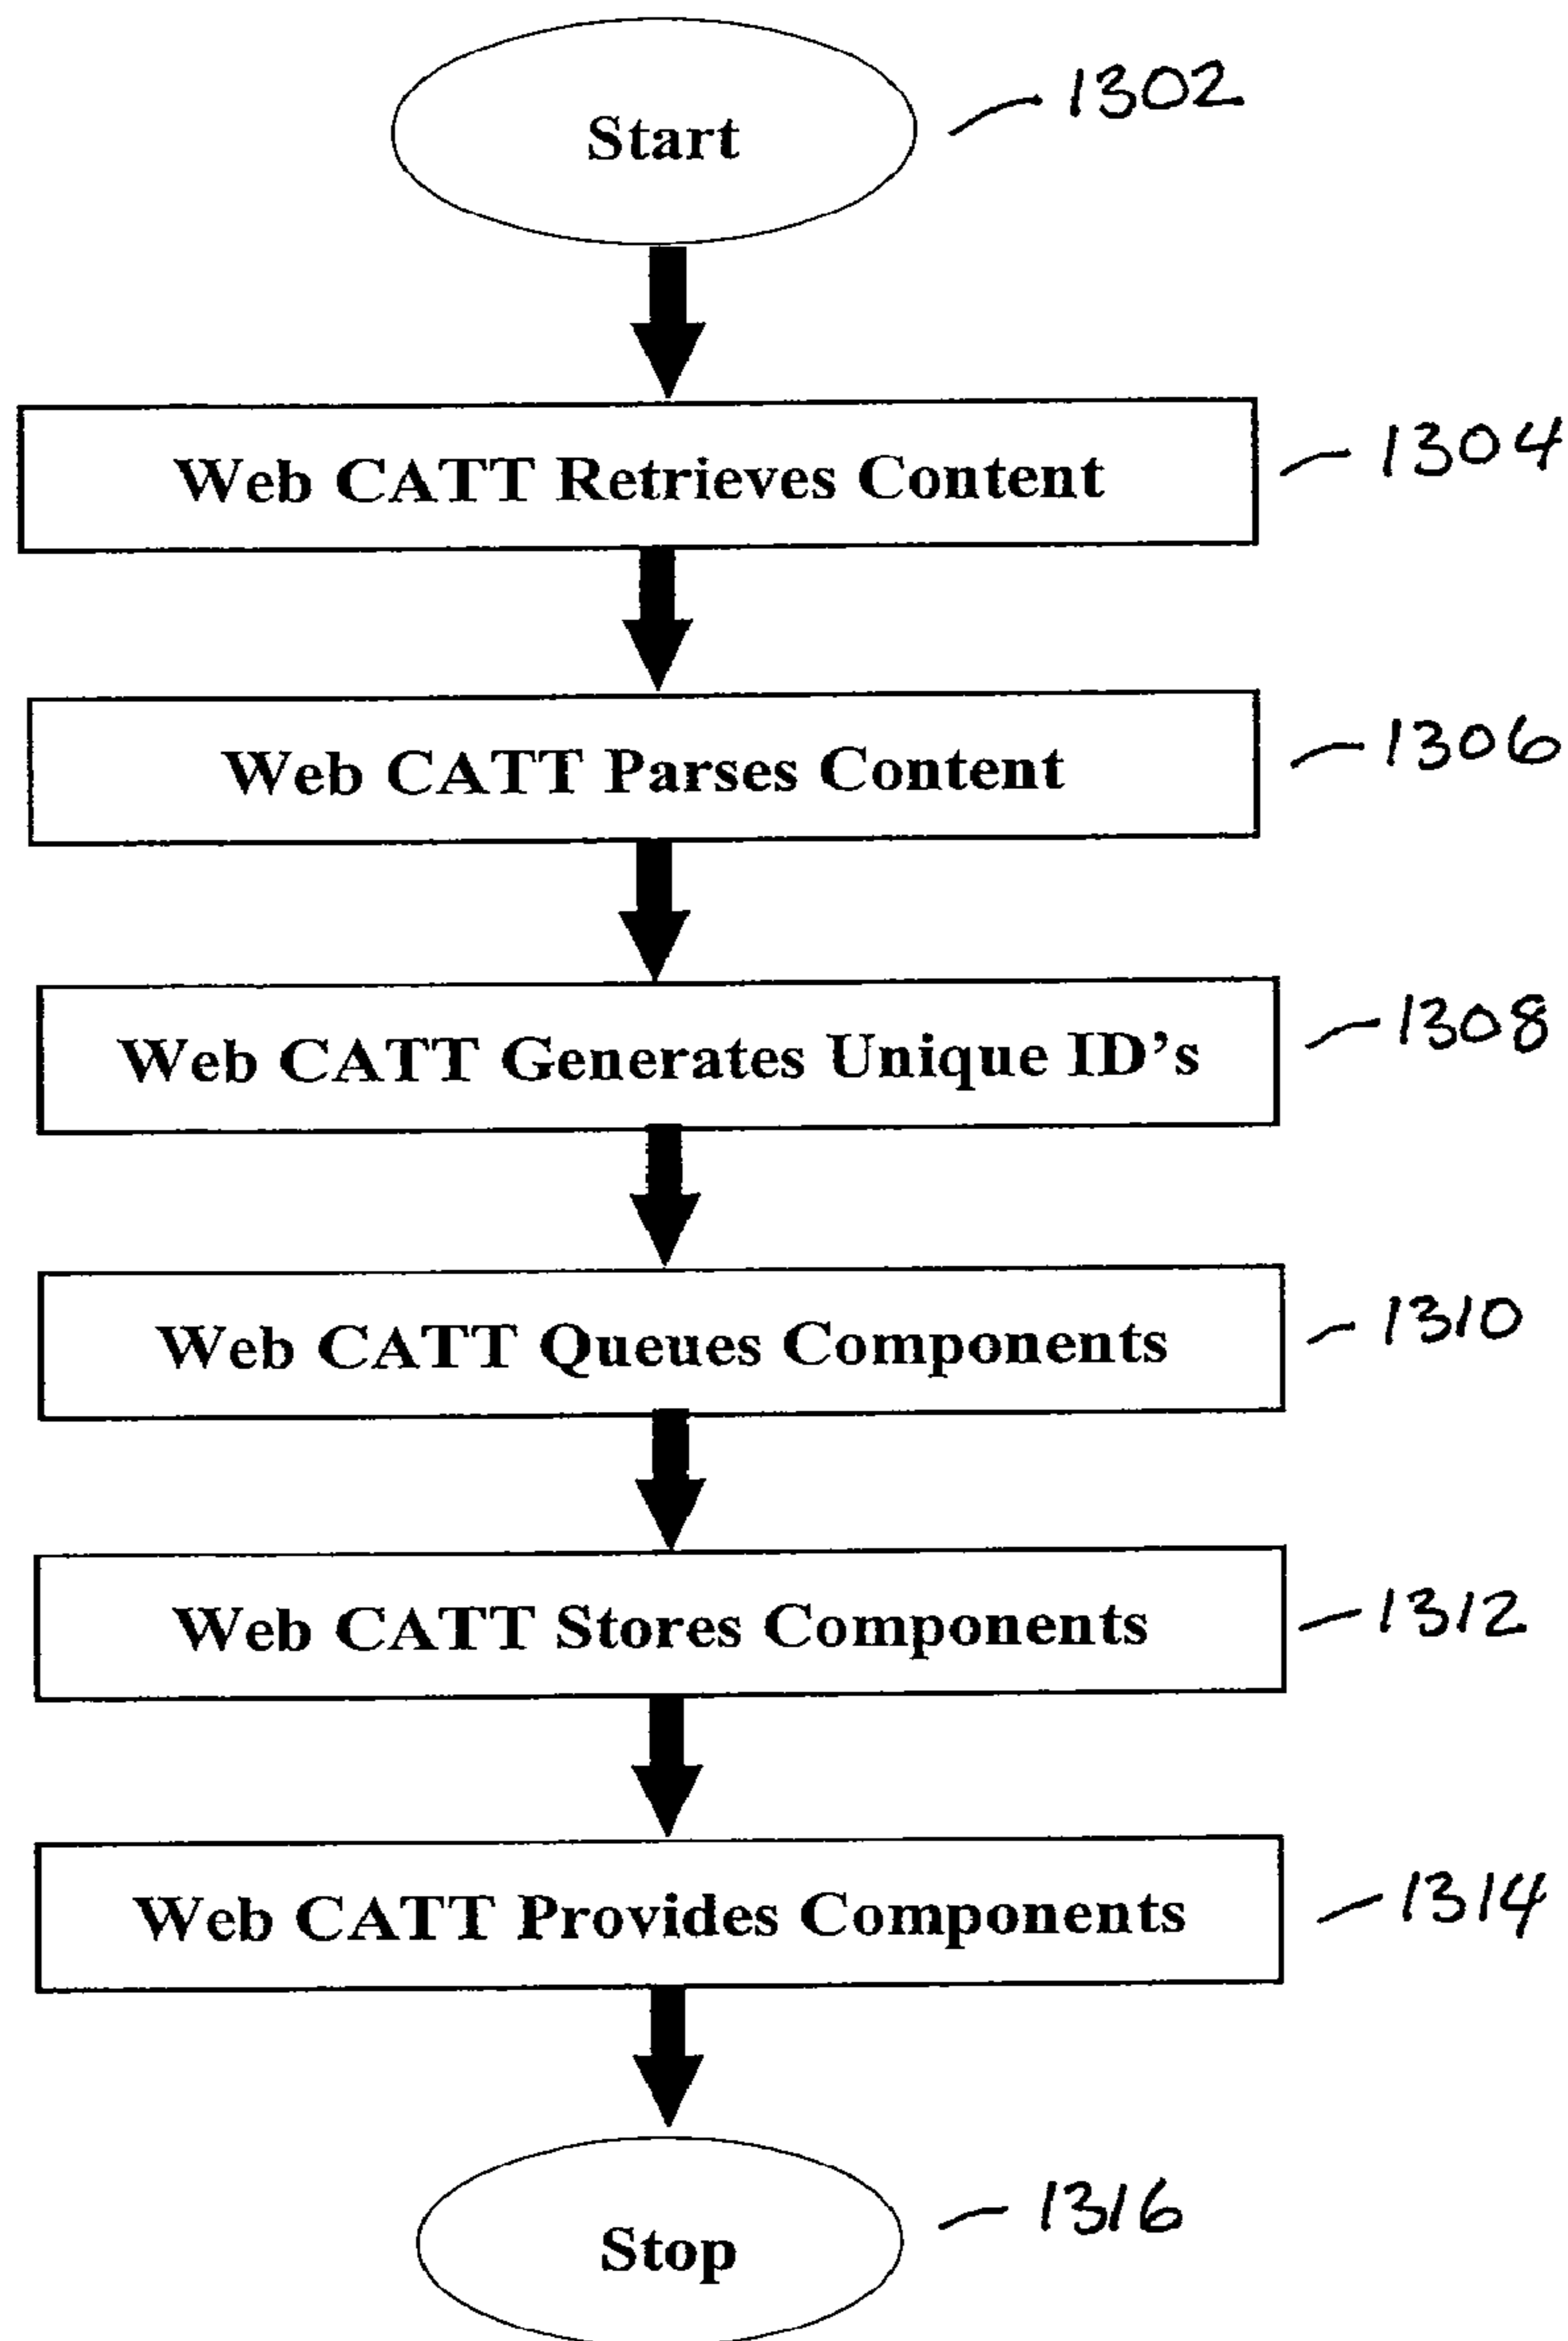 Start
1302
Web CATT Retrieves Content
1304
Web CATT Parses Content
1306
Web CATT Generates Unique ID's
1308
Web CATT Queues Components
1310
Web CATT Stores Components
1312
Web CATT Provides Components
1314
Stop
1316